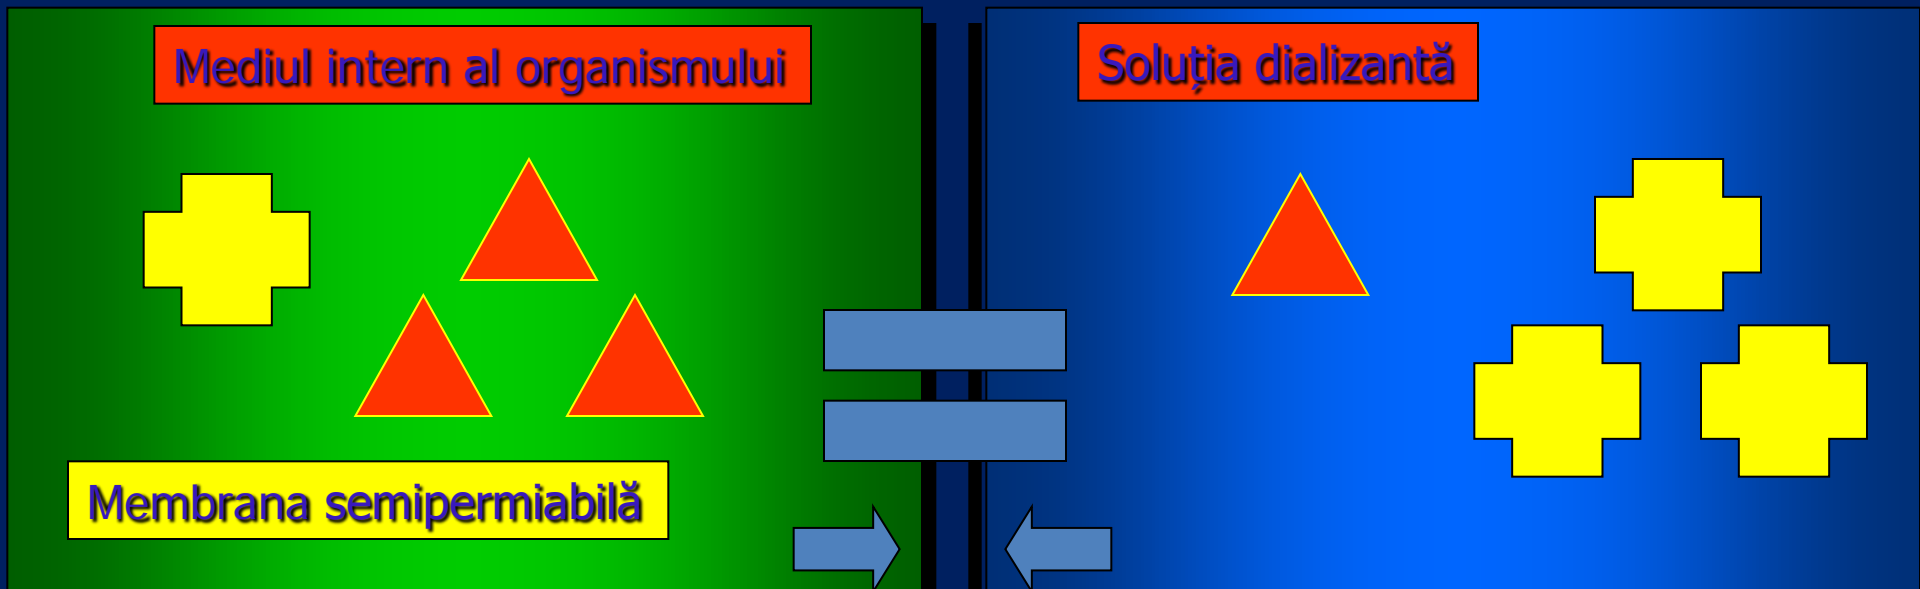 Mediul intern al organismului
Soluția dializantă
Membrana semipermiabilă